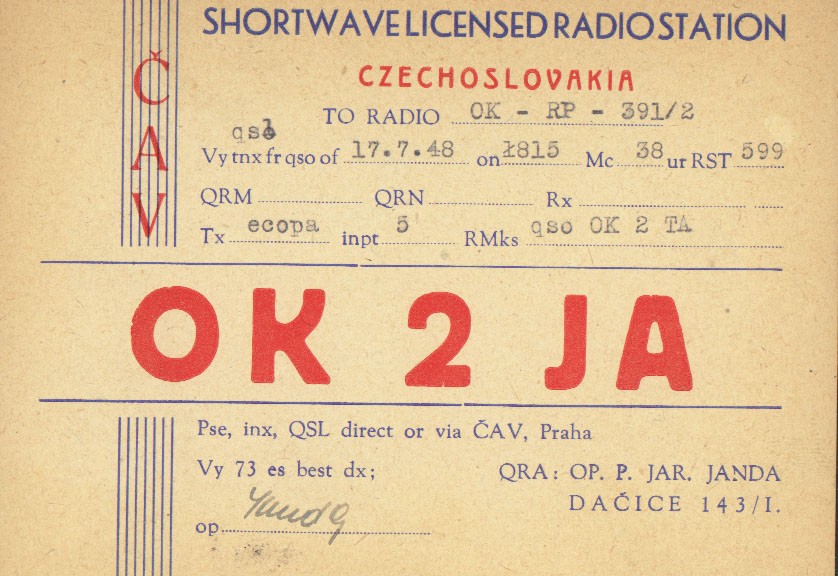 SHORTWAVE LICENSED RADIO STATION
ČAV
CZECHOSLOVAKIA
TO RADIO OK - RP - 391/2
qsl
Vy tnx fr qso of 17.7.48 on 1815 Mc 38 ur RST 599
QRM QRN Rx
Tx ecopa inpt 5 RMks qso OK 2 TA
OK 2 JA
Pse, inx, QSL direct or via ČAV, Praha
Vy 73 es best dx; QRA: OP. P. JAR. JANDA
DAČICE 143/I.
op Janda